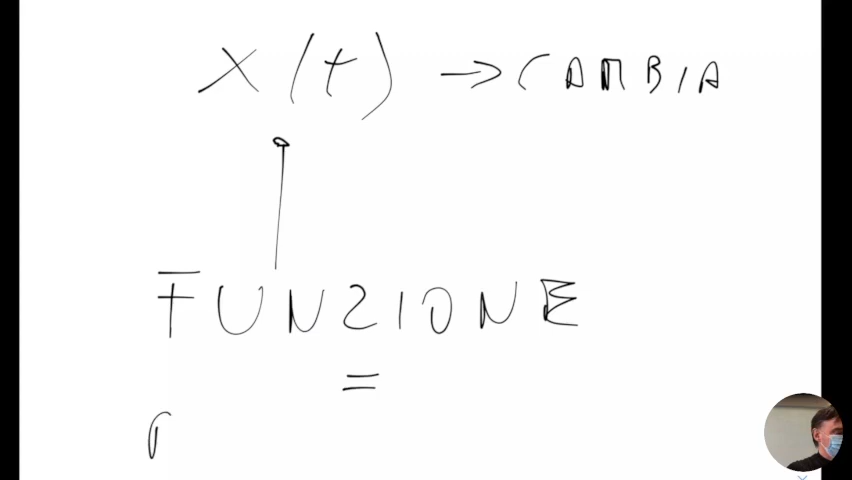 x(t) → CAMBIA
FUNZIONE
=